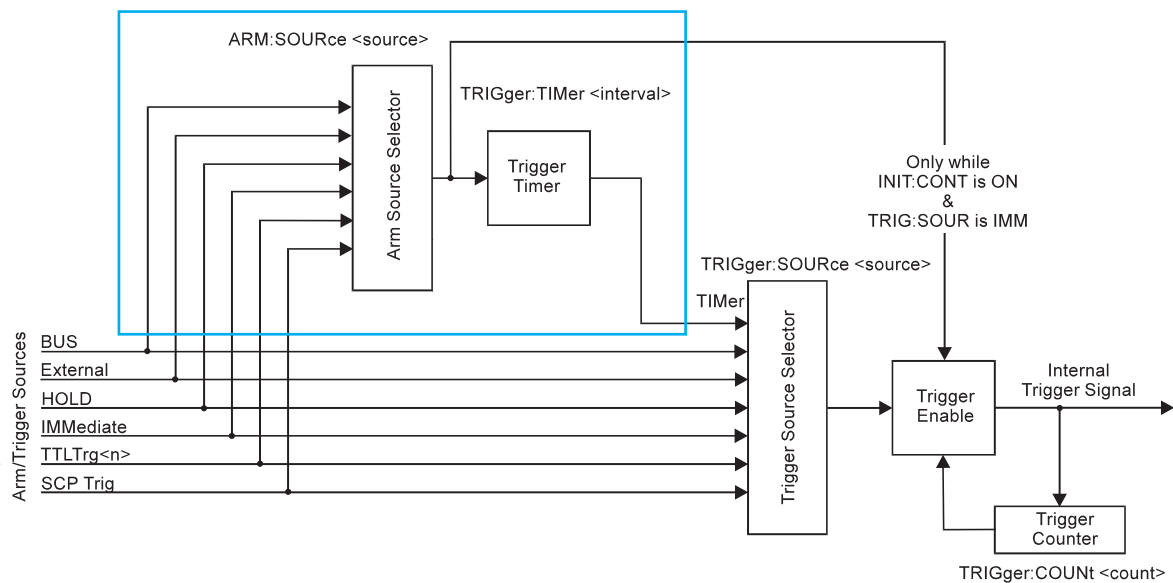 ARM:SOURce <source>
Arm Source Selector
TRIGger:TIMer <interval>
Trigger
Timer
Only while
INIT:CONT is ON
&
TRIG:SOUR is IMM
TRIGger:SOURce <source>
TIMer
Arm/Trigger Sources
BUS
External
HOLD
IMMediate
TTLTrg<n>
SCP Trig
Trigger Source Selector
Trigger
Enable
Internal
Trigger Signal
Trigger
Counter
TRIGger:COUNt <count>